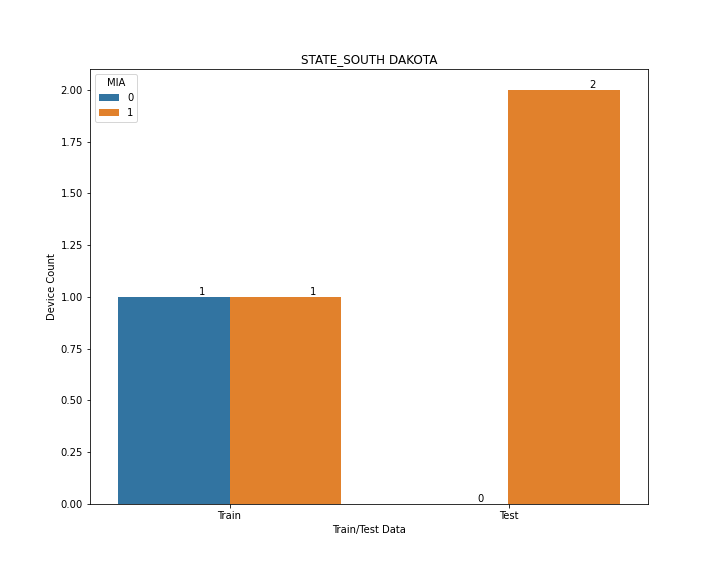 STATE_SOUTH DAKOTA
MIA
0
1
2.00
1.75
1.50
1.25
1.00
0.75
0.50
0.25
0.00
Device Count
1
1
0
2
Train
Test
Train/Test Data